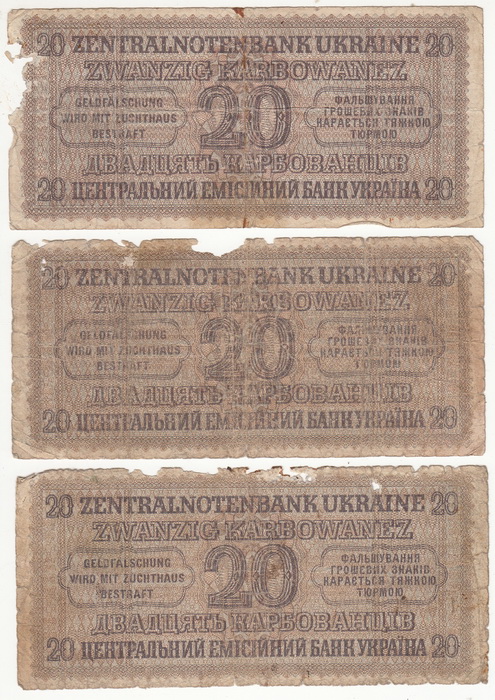 20 ZENTRALNOTENBANK UKRAINE 20
ZWANZIG KARBOWANEZ
GELDFÄLSCHUNG
WIRD MIT ZUCHTHAUS
BESTRAFT
20
ФАЛЬШУВАННЯ
ГРОШЕВИХ ЗНАКІВ
КАРАЄТЬСЯ ТЯЖКОЮ
ТЮРМОЮ
ДВАДЦЯТЬ КАРБОВАНЦІВ
20 ЦЕНТРАЛЬНИЙ ЕМІСІЙНИЙ БАНК УКРАЇНА 20
20 ZENTRALNOTENBANK UKRAINE 20
ZWANZIG KARBOWANEZ
GELDFÄLSCHUNG
WIRD MIT ZUCHTHAUS
BESTRAFT
20
ФАЛЬШУВАННЯ
ГРОШЕВИХ ЗНАКІВ
КАРАЄТЬСЯ ТЯЖКОЮ
ТЮРМОЮ
ДВАДЦЯТЬ КАРБОВАНЦІВ
20 ЦЕНТРАЛЬНИЙ ЕМІСІЙНИЙ БАНК УКРАЇНА 20
20 ZENTRALNOTENBANK UKRAINE 20
ZWANZIG KARBOWANEZ
GELDFÄLSCHUNG
WIRD MIT ZUCHTHAUS
BESTRAFT
20
ФАЛЬШУВАННЯ
ГРОШЕВИХ ЗНАКІВ
КАРАЄТЬСЯ ТЯЖКОЮ
ТЮРМОЮ
ДВАДЦЯТЬ КАРБОВАНЦІВ
20 ЦЕНТРАЛЬНИЙ ЕМІСІЙНИЙ БАНК УКРАЇНА 20